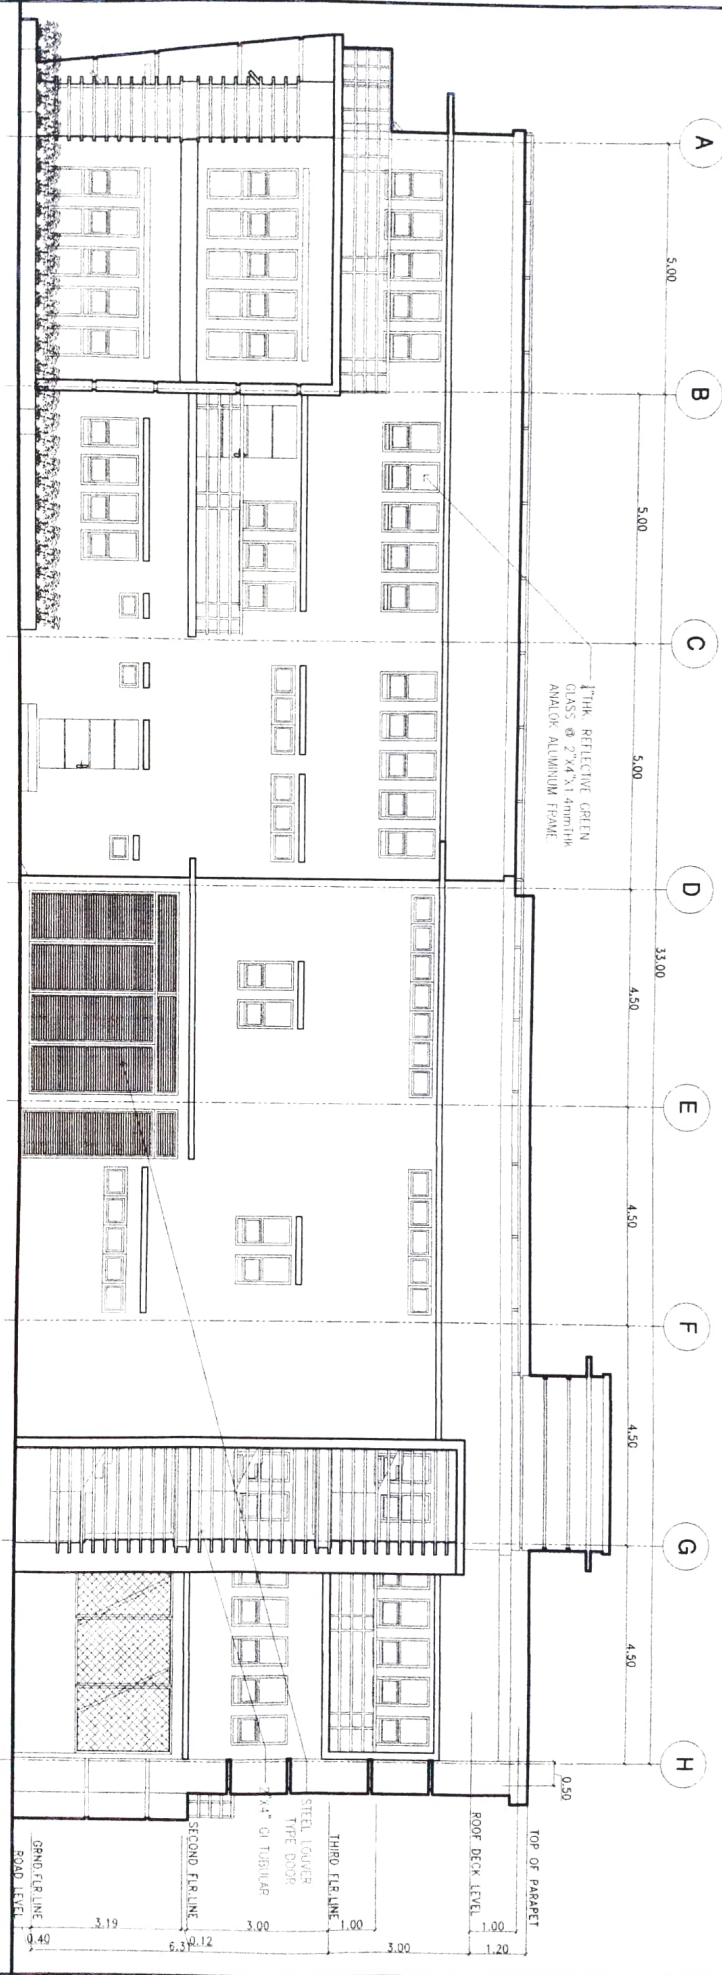 A
B
C
D
E
F
G
H
5.00
5.00
5.00
33.00
4.50
4.50
4.50
4.50
0.50
THK. REFLECTIVE GREEN
GLASS @ 2"x4"x1.4mmTHK
ANALOK ALUMINUM FRAME
STEEL LOUVER
TYPE DOOR
x4" GI TUBULAR
TOP OF PARAPET
ROOF DECK LEVEL
THIRD FLR.LINE
SECOND FLR.LINE
GRND.FLR.LINE
ROAD LEVEL
1.00
1.20
3.00
1.00
3.00
0.12
3.19
0.40